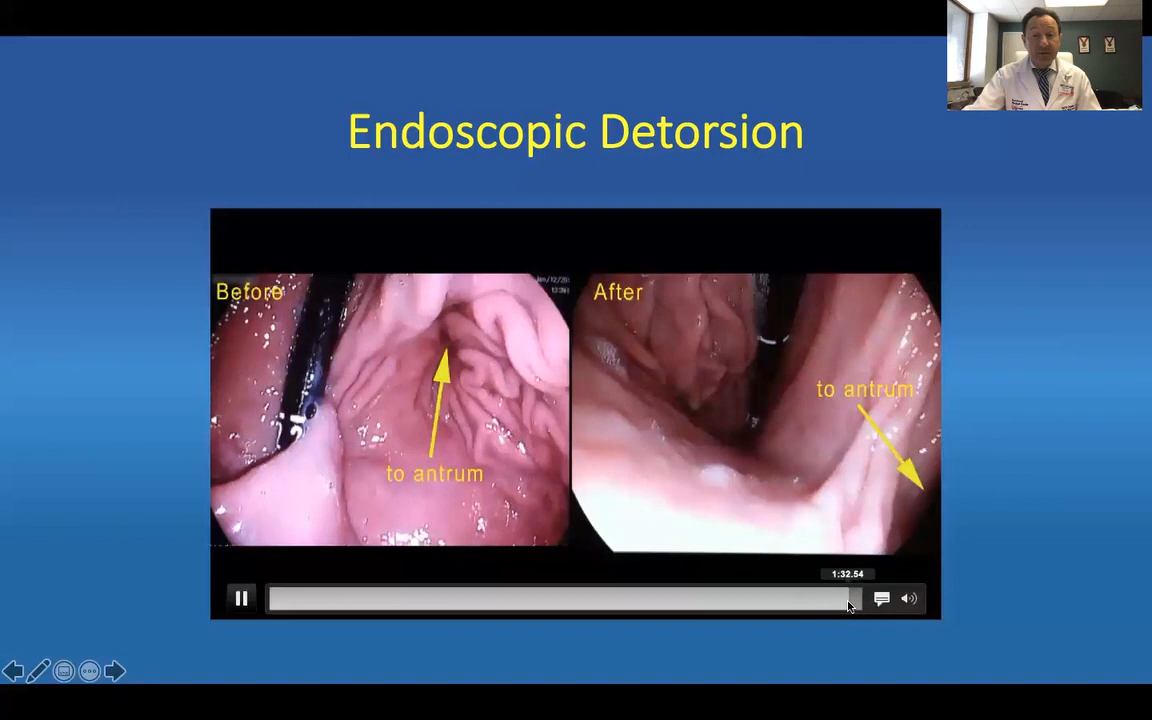 Endoscopic Detorsion
Before
to antrum
After
to antrum
1:32.54